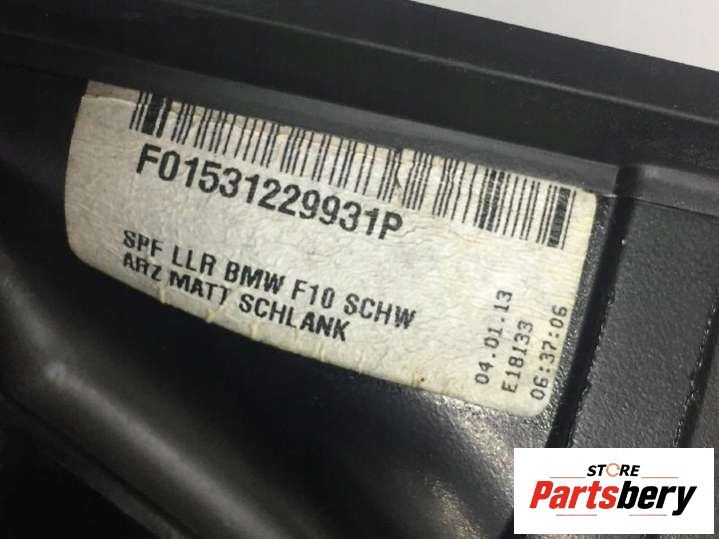 F01531229931P
SPF LLR BMW F10 SCHW
ARZ MATT SCHLANK
04.01.13
E18133
06:37:06
STORE
Partsbery